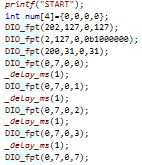 printf("START");
int num[4]={0,0,0,0};
DIO_fpt(202,127,0,127);
DIO_fpt(2,127,0,0b1000000);
DIO_fpt(200,31,0,31);
DIO_fpt(0,7,0,0);
_delay_ms(1);
DIO_fpt(0,7,0,1);
_delay_ms(1);
DIO_fpt(0,7,0,2);
_delay_ms(1);
DIO_fpt(0,7,0,3);
_delay_ms(1);
DIO_fpt(0,7,0,7);